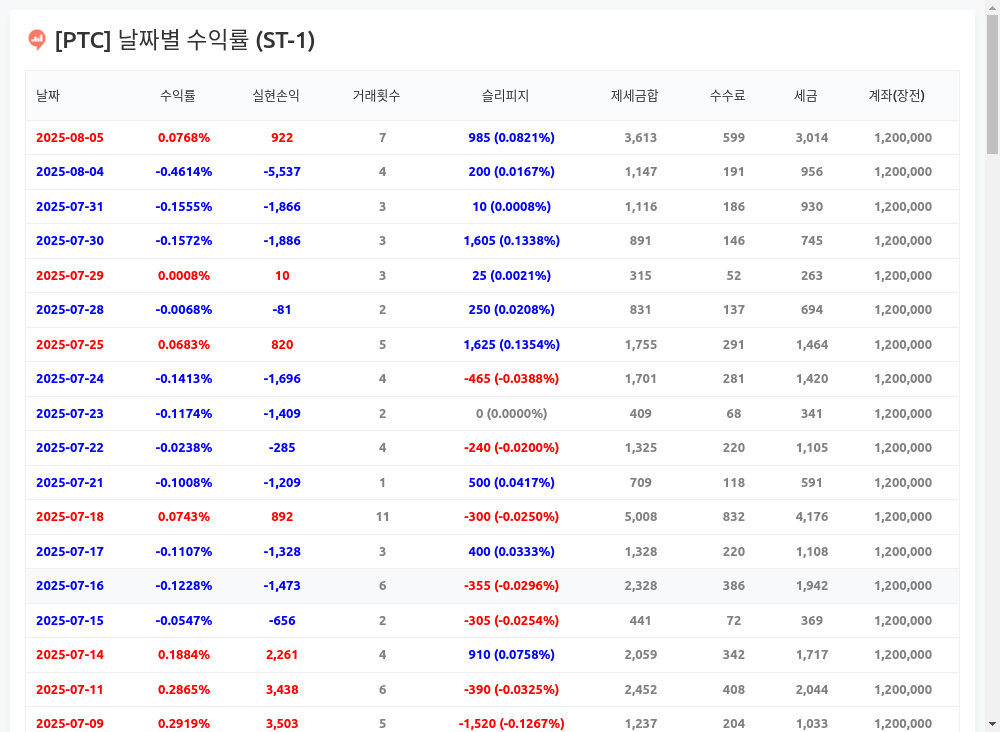 [PTC] 날짜별 수익률 (ST-1)
날짜 수익률 실현손익 거래횟수 슬리피지 제세금합 수수료 세금 계좌(장전)
2025-08-05 0.0768% 922 7 985 (0.0821%) 3,613 599 3,014 1,200,000
2025-08-04 -0.4614% -5,537 4 200 (0.0167%) 1,147 191 956 1,200,000
2025-07-31 -0.1555% -1,866 3 10 (0.0008%) 1,116 186 930 1,200,000
2025-07-30 -0.1572% -1,886 3 1,605 (0.1338%) 891 146 745 1,200,000
2025-07-29 0.0008% 10 3 25 (0.0021%) 315 52 263 1,200,000
2025-07-28 -0.0068% -81 2 250 (0.0208%) 831 137 694 1,200,000
2025-07-25 0.0683% 820 5 1,625 (0.1354%) 1,755 291 1,464 1,200,000
2025-07-24 -0.1413% -1,696 4 -465 (-0.0388%) 1,701 281 1,420 1,200,000
2025-07-23 -0.1174% -1,409 2 0 (0.0000%) 409 68 341 1,200,000
2025-07-22 -0.0238% -285 4 -240 (-0.0200%) 1,325 220 1,105 1,200,000
2025-07-21 -0.1008% -1,209 1 500 (0.0417%) 709 118 591 1,200,000
2025-07-18 0.0743% 892 11 -300 (-0.0250%) 5,008 832 4,176 1,200,000
2025-07-17 -0.1107% -1,328 3 400 (0.0333%) 1,328 220 1,108 1,200,000
2025-07-16 -0.1228% -1,473 6 -355 (-0.0296%) 2,328 386 1,942 1,200,000
2025-07-15 -0.0547% -656 2 -305 (-0.0254%) 441 72 369 1,200,000
2025-07-14 0.1884% 2,261 4 910 (0.0758%) 2,059 342 1,717 1,200,000
2025-07-11 0.2865% 3,438 6 -390 (-0.0325%) 2,452 408 2,044 1,200,000
2025-07-09 0.2919% 3,503 5 -1,520 (-0.1267%) 1,237 204 1,033 1,200,000